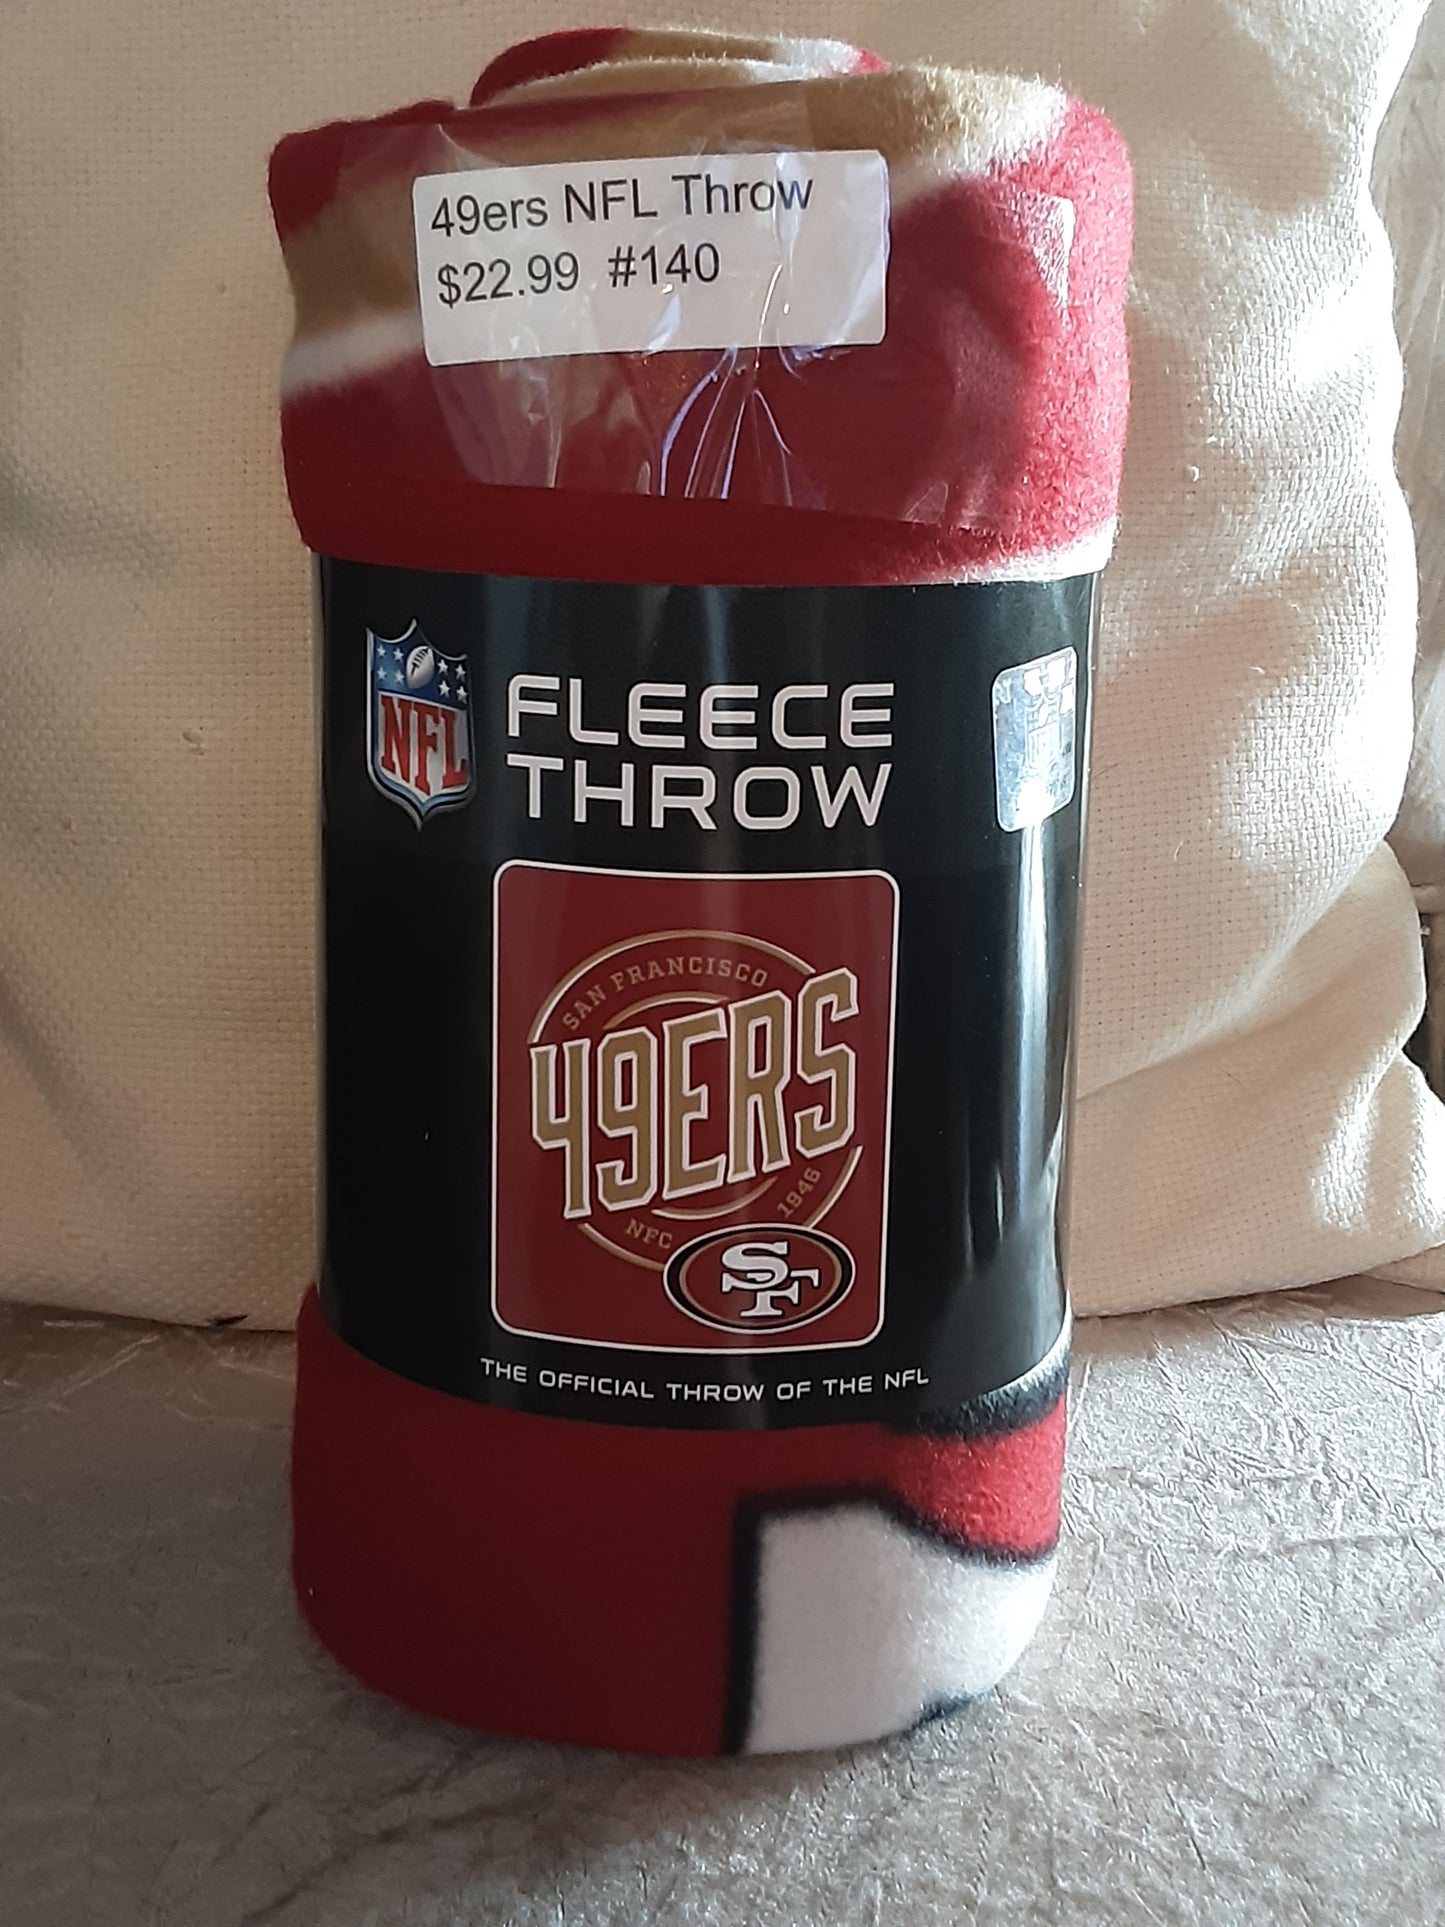 49ers NFL Throw
$22.99 #140
NFL
FLEECE
THROW
SAN FRANCISCO
49ERS
1946
NFC
SF
THE OFFICIAL THROW OF THE NFL